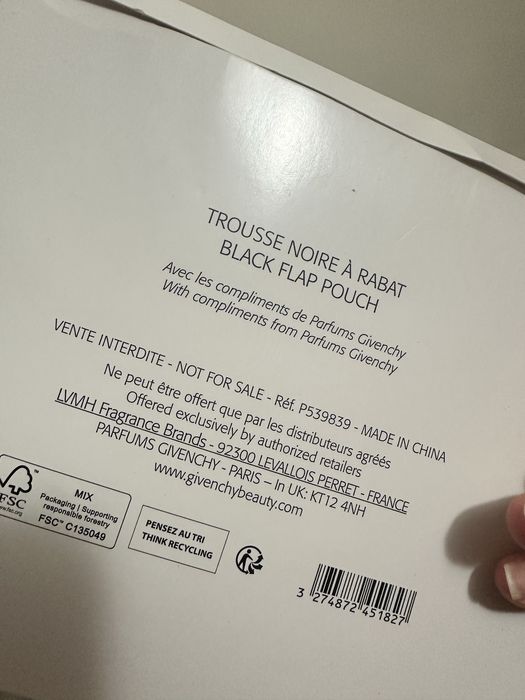 TROUSSE NOIRE À RABAT
BLACK FLAP POUCH
Avec les compliments de Parfums Givenchy
With compliments from Parfums Givenchy
VENTE INTERDITE - NOT FOR SALE - Réf. P539839 - MADE IN CHINA
Ne peut être offert que par les distributeurs agréés
Offered exclusively by authorized retailers
LVMH Fragrance Brands - 92300 LEVALLOIS PERRET - FRANCE
PARFUMS GIVENCHY - PARIS – In UK: KT12 4NH
www.givenchybeauty.com
FSC™
www.fsc.org
MIX
Packaging | Supporting
responsible forestry
FSC™ C135049
PENSEZ AU TRI
THINK RECYCLING
3 274872 451827